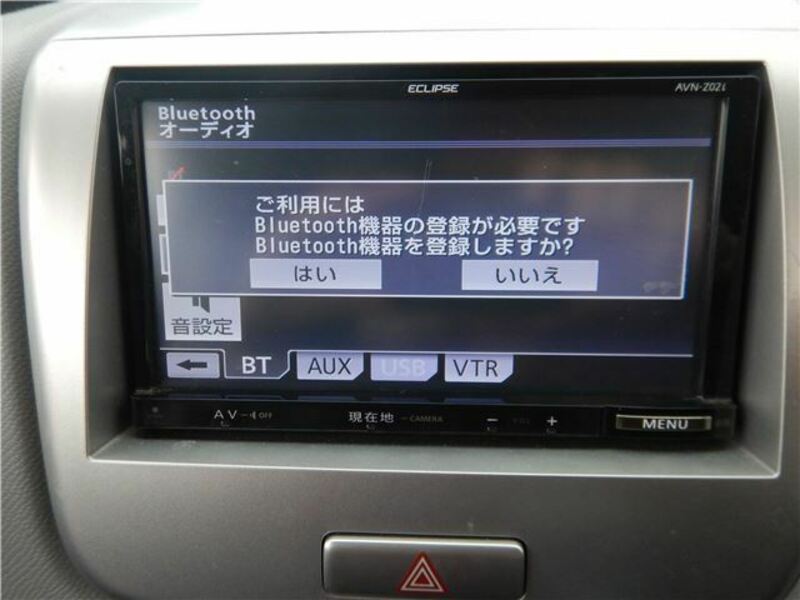 ECLIPSE
AVN-Z02i
Bluetooth
オーディオ
ご利用には
Bluetooth機器の登録が必要です
Bluetooth機器を登録しますか?
はい
いいえ
音設定
BT
AUX
USB
VTR
AV
OFF
現在地
CAMERA
−
VOL
+
MENU